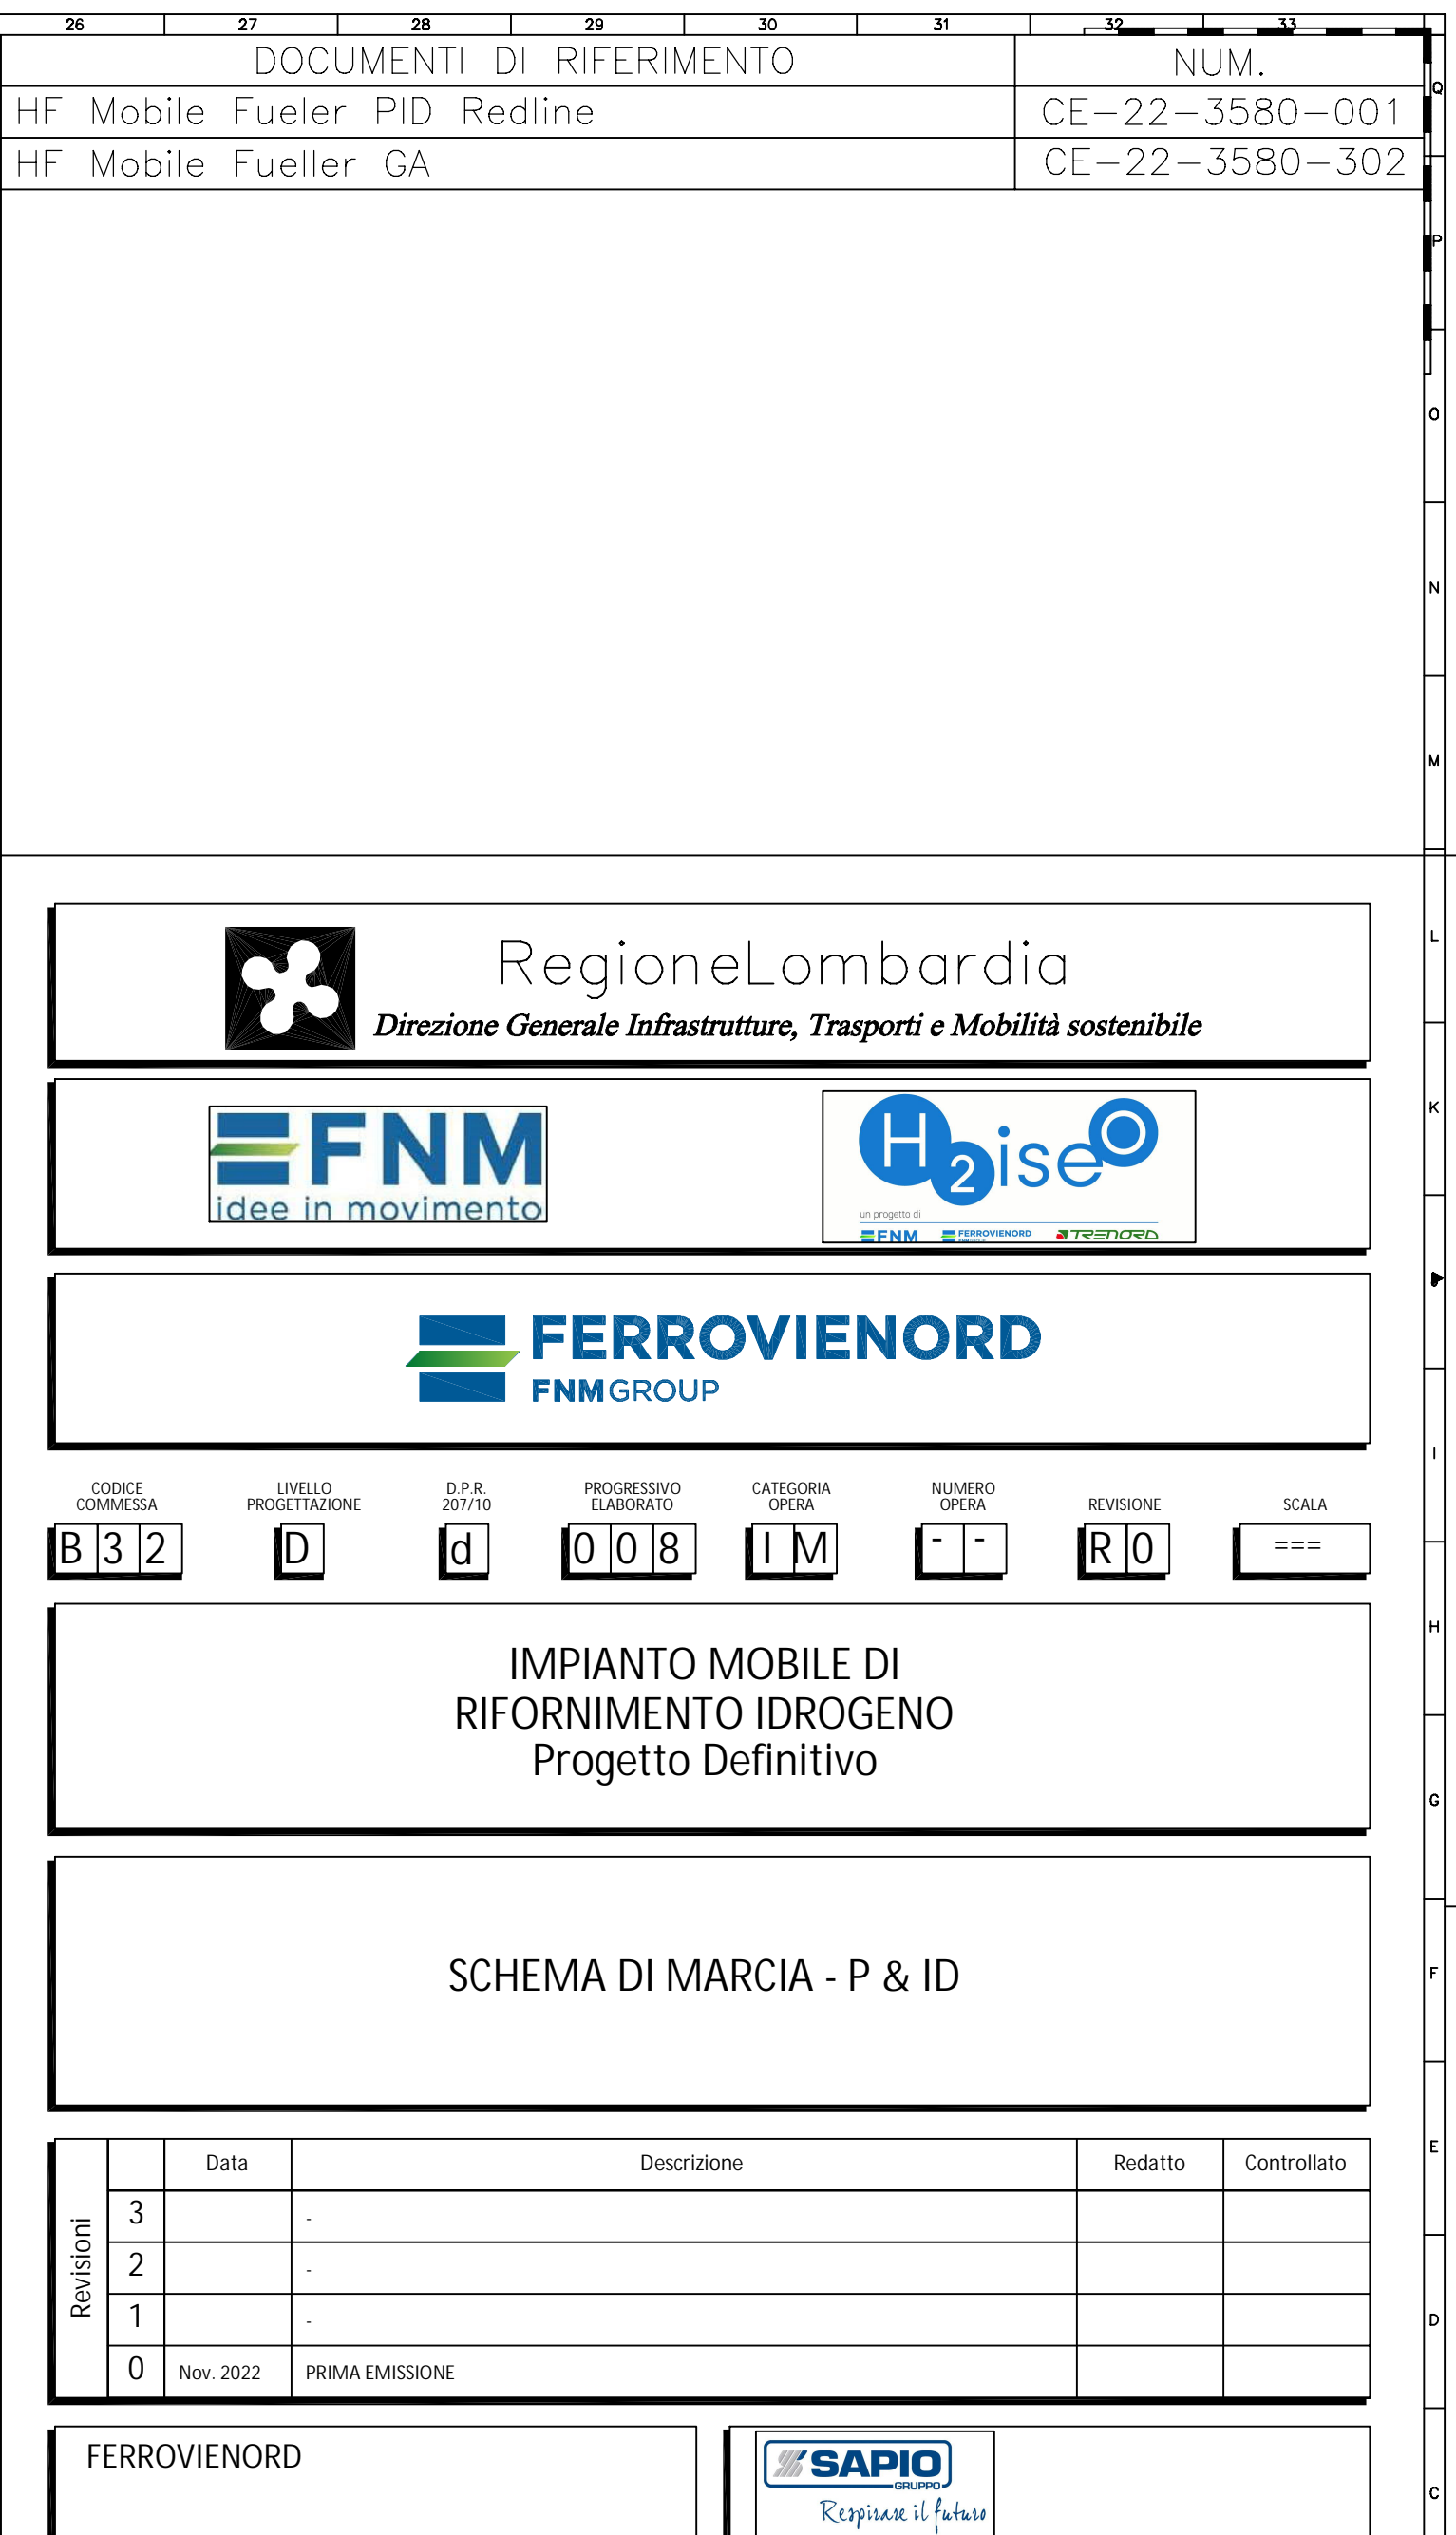 26 27 28 29 30 31 32 33
DOCUMENTI DI RIFERIMENTO NUM.
Q
HF Mobile Fueler PID Redline CE-22-3580-001
HF Mobile Fueller GA CE-22-3580-302
P
O
N
M
L
RegioneLombardia
Direzione Generale Infrastrutture, Trasporti e Mobilità sostenibile
K
FNM
idee in movimento
H2iseO
un progetto di
FNM FERROVIENORD TRENORD
FERROVIENORD
FNMGROUP
I
CODICE COMMESSA LIVELLO PROGETTAZIONE D.P.R. 207/10 PROGRESSIVO ELABORATO CATEGORIA OPERA NUMERO OPERA REVISIONE SCALA
B 3 2 D d 0 0 8 I M - - R 0 ===
H
IMPIANTO MOBILE DI
RIFORNIMENTO IDROGENO
Progetto Definitivo
G
SCHEMA DI MARCIA - P & ID
F
E
Revisioni
Data Descrizione Redatto Controllato
3 -
2 -
1 -
D
0 Nov. 2022 PRIMA EMISSIONE
FERROVIENORD
SAPIO
GRUPPO
Respirare il futuro
C